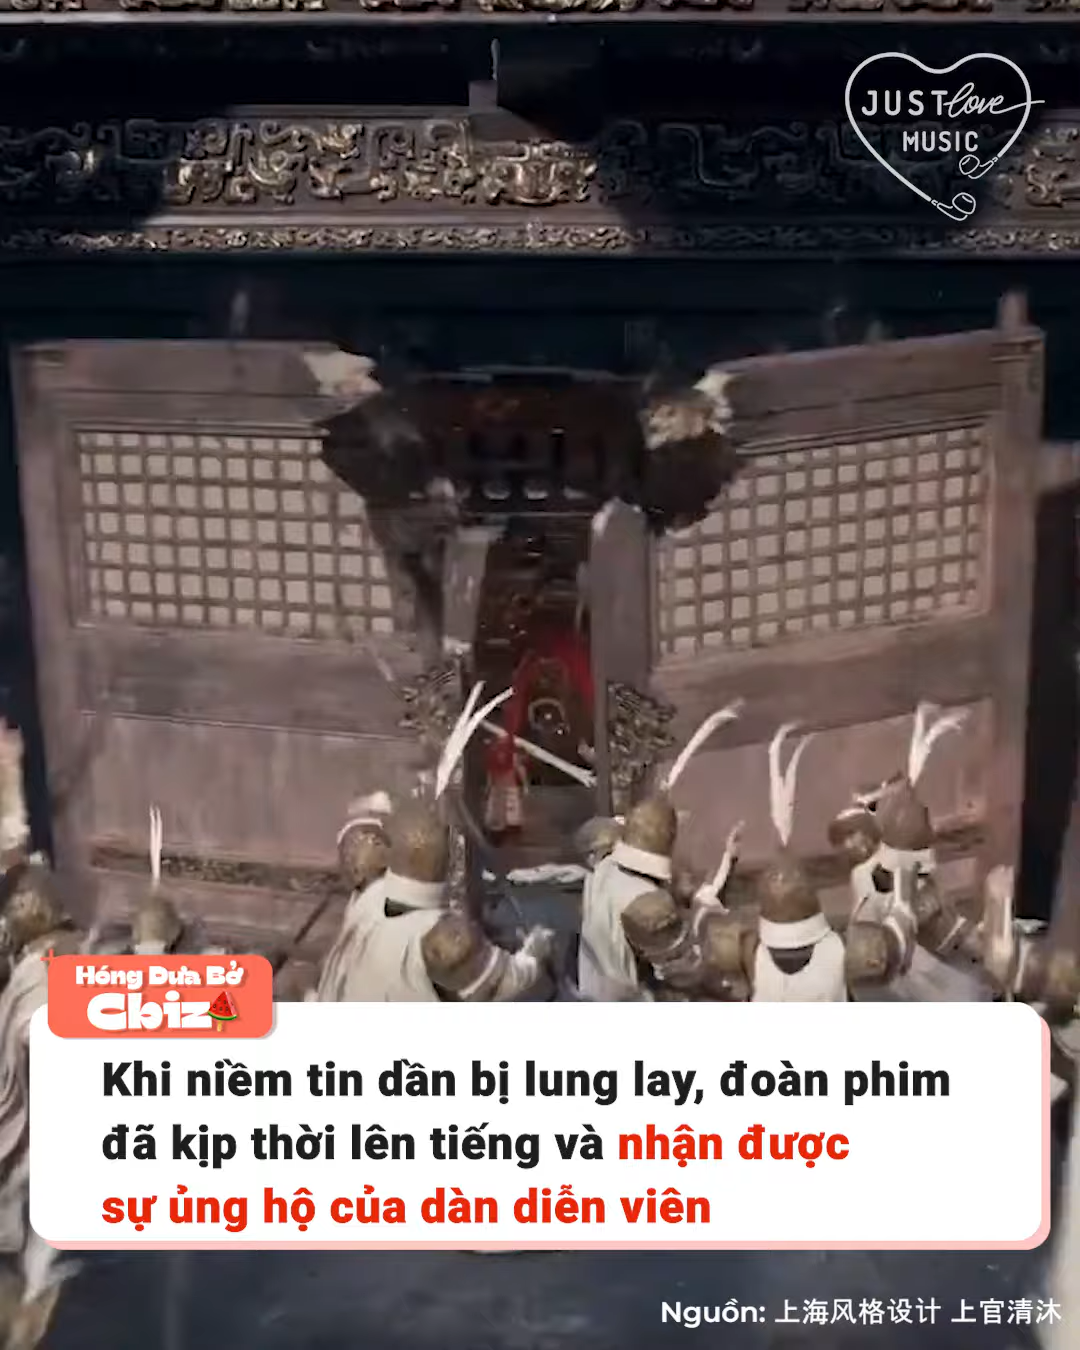 JUST love
MUSIC
Hóng Dưa Bở
Cbiz
Khi niềm tin dần bị lung lay, đoàn phim
đã kịp thời lên tiếng và nhận được
sự ủng hộ của dàn diễn viên
Nguồn: 上海风格设计 上官清沐